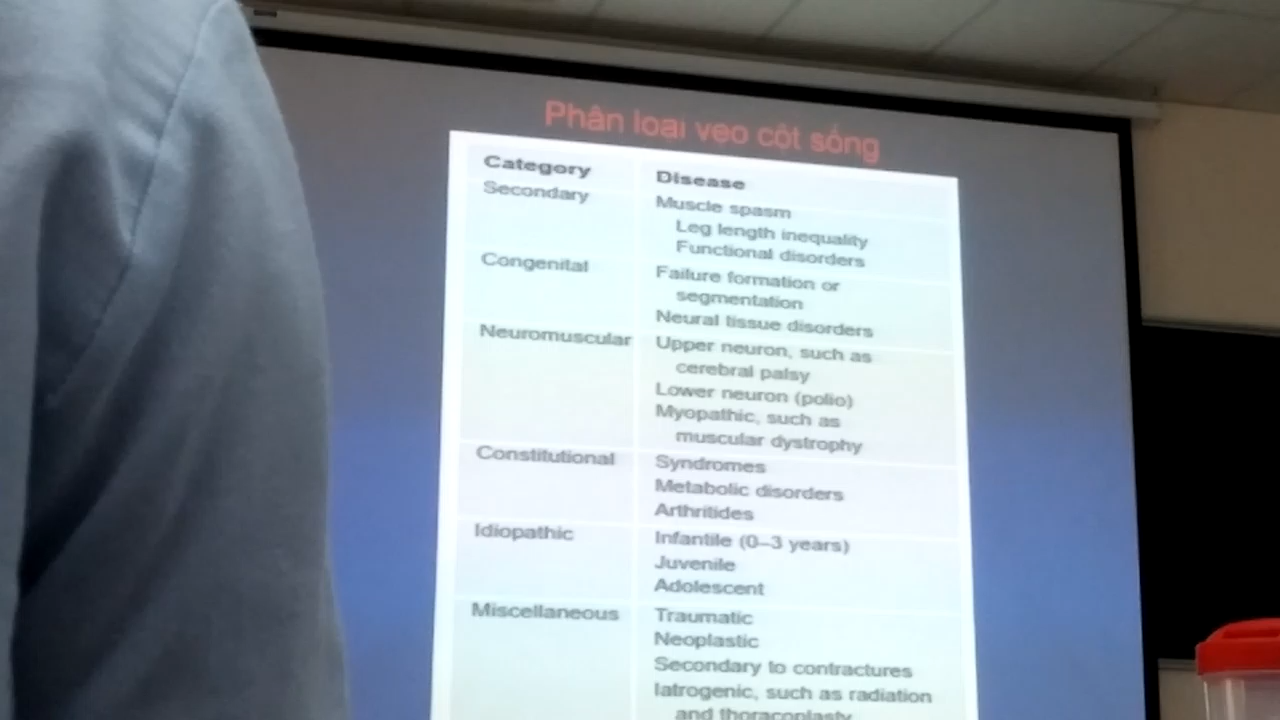 Phân loại vẹo cột sống
Category Disease
Secondary Muscle spasm
Leg length inequality
Functional disorders
Congenital Failure formation or
segmentation
Neural tissue disorders
Neuromuscular Upper neuron, such as
cerebral palsy
Lower neuron (polio)
Myopathic, such as
muscular dystrophy
Constitutional Syndromes
Metabolic disorders
Arthritides
Idiopathic Infantile (0–3 years)
Juvenile
Adolescent
Miscellaneous Traumatic
Neoplastic
Secondary to contractures
Iatrogenic, such as radiation
and thoracoplasty